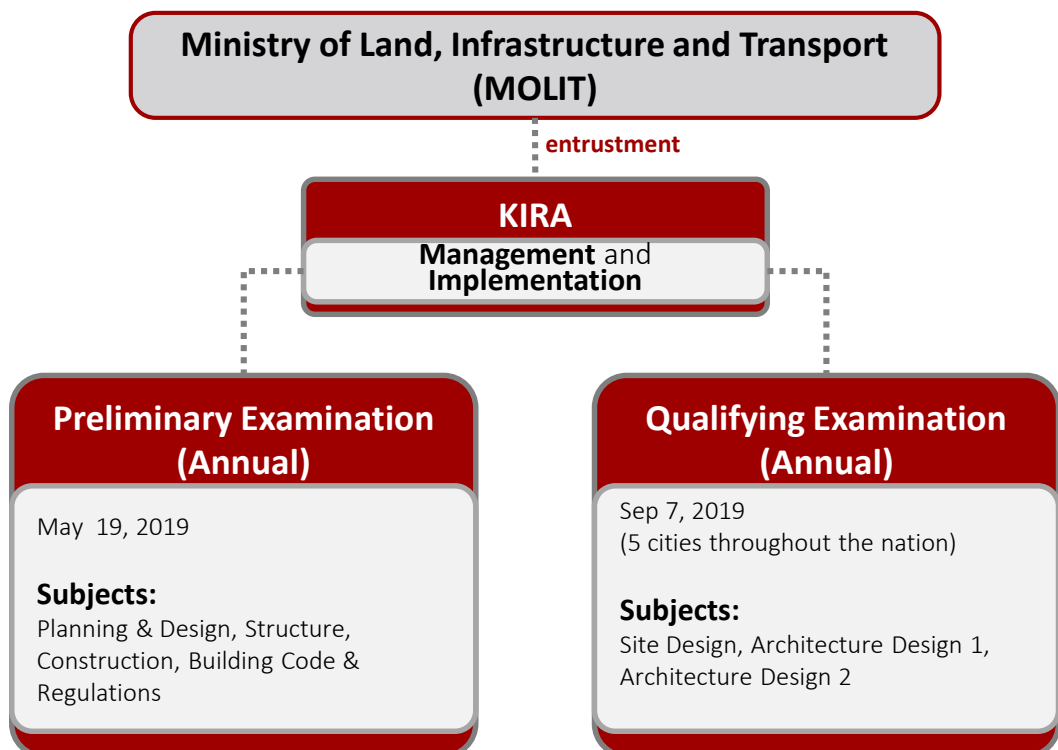 Ministry of Land, Infrastructure and Transport
(MOLIT)
entrustment
KIRA
Management and
Implementation
Preliminary Examination
(Annual)
May 19, 2019
Subjects:
Planning & Design, Structure,
Construction, Building Code &
Regulations
Qualifying Examination
(Annual)
Sep 7, 2019
(5 cities throughout the nation)
Subjects:
Site Design, Architecture Design 1,
Architecture Design 2